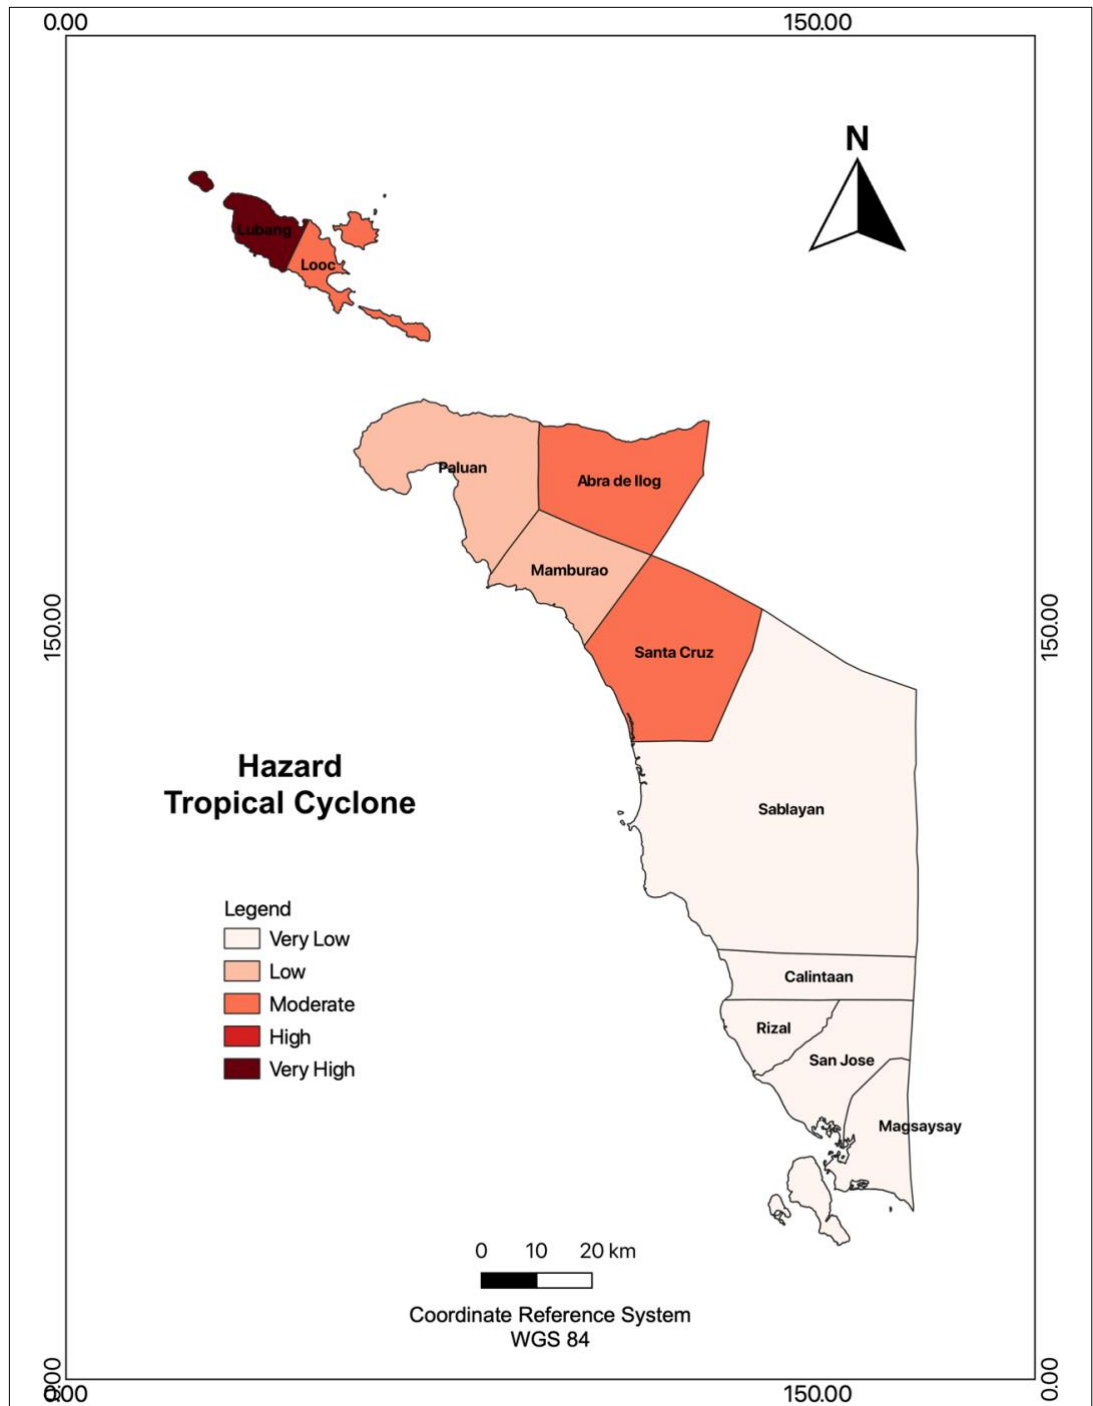 0.00 150.00
N
Lubang
Looc
Paluan
Abra de Ilog
Mamburao
150.00 150.00
Santa Cruz
Hazard
Tropical Cyclone
Sablayan
Legend
Very Low
Low
Moderate
High
Very High
Calintaan
Rizal
San Jose
Magsaysay
0 10 20 km
Coordinate Reference System
WGS 84
0.00 0.00
0.00 150.00